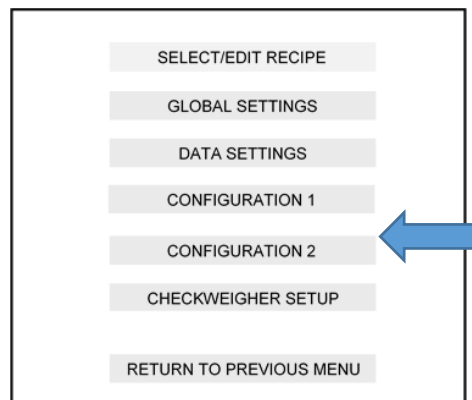 SELECT/EDIT RECIPE
GLOBAL SETTINGS
DATA SETTINGS
CONFIGURATION 1
CONFIGURATION 2
CHECKWEIGHER SETUP
RETURN TO PREVIOUS MENU